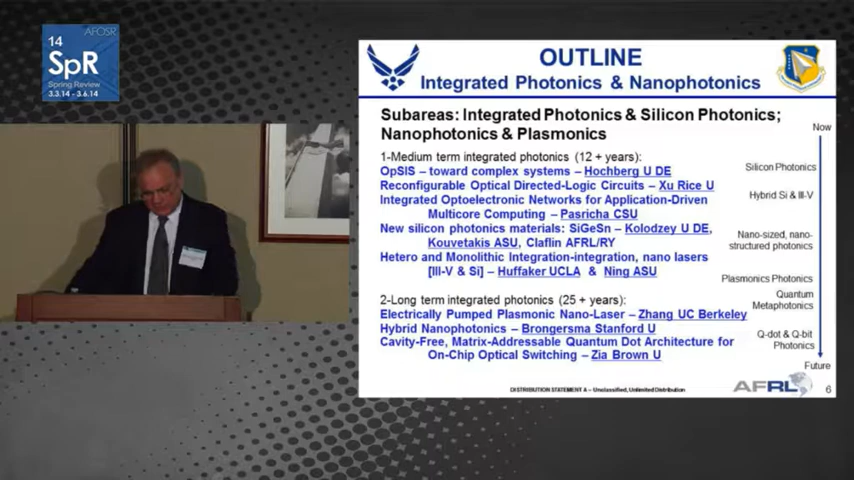 AFOSR
14
SpR
Spring Review
3.3.14 - 3.6.14
OUTLINE
Integrated Photonics & Nanophotonics
Subareas: Integrated Photonics & Silicon Photonics;
Nanophotonics & Plasmonics
1-Medium term integrated photonics (12 + years):
OpSIS – toward complex systems – Hochberg U DE
Reconfigurable Optical Directed-Logic Circuits – Xu Rice U
Integrated Optoelectronic Networks for Application-Driven
Multicore Computing – Pasricha CSU
New silicon photonics materials: SiGeSn – Kolodzey U DE,
Kouvetakis ASU, Claflin AFRL/RY
Hetero and Monolithic Integration-integration, nano lasers
[III-V & Si] – Huffaker UCLA & Ning ASU
2-Long term integrated photonics (25 + years):
Electrically Pumped Plasmonic Nano-Laser – Zhang UC Berkeley
Hybrid Nanophotonics – Brongersma Stanford U
Cavity-Free, Matrix-Addressable Quantum Dot Architecture for
On-Chip Optical Switching – Zia Brown U
Now
Silicon Photonics
Hybrid Si & III-V
Nano-sized, nano-
structured photonics
Plasmonics Photonics
Quantum
Metaphotonics
Q-dot & Q-bit
Photonics
Future
DISTRIBUTION STATEMENT A – Unclassified, Unlimited Distribution
AFRL
6